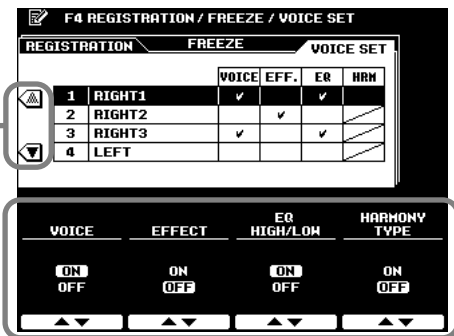 F4 REGISTRATION / FREEZE / VOICE SET
REGISTRATION FREEZE VOICE SET
VOICE EFF. EQ HRM
1 RIGHT1 ✔ ✔
2 RIGHT2 ✔
3 RIGHT3 ✔ ✔
4 LEFT
VOICE EFFECT EQ HIGH/LOW HARMONY TYPE
ON ON ON ON
OFF OFF OFF OFF